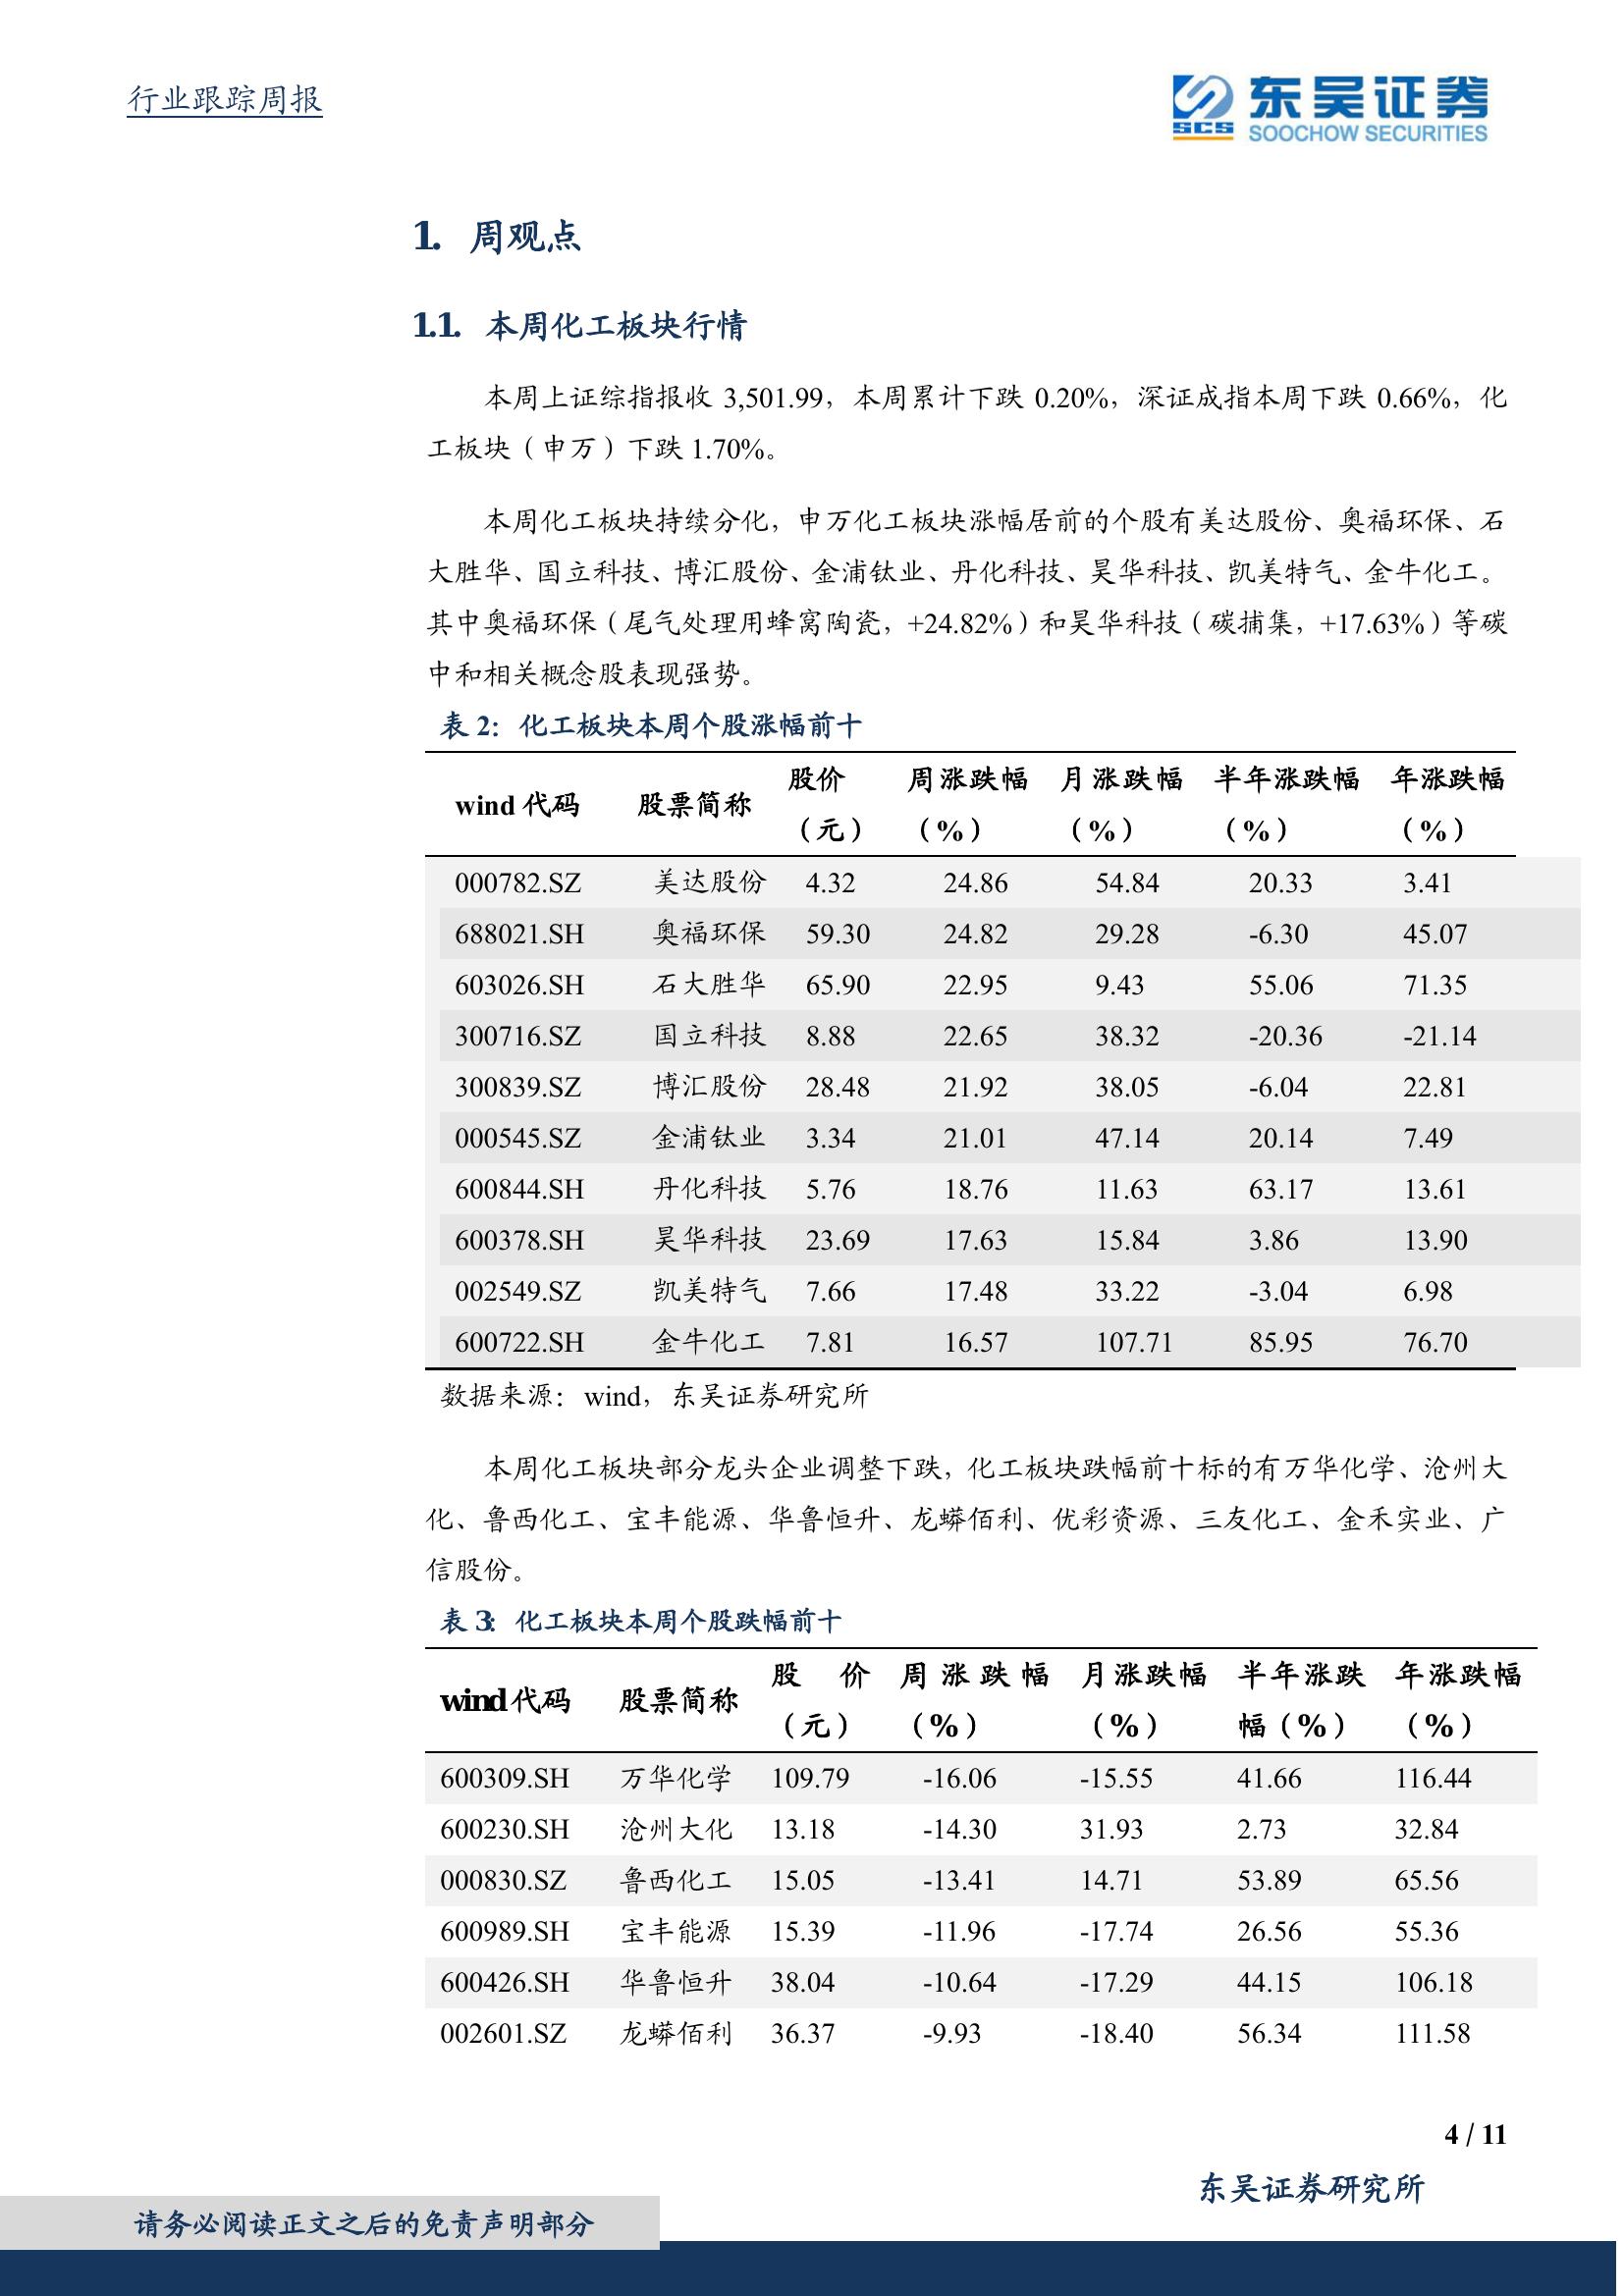 行业跟踪周报
SCS 东吴证券
SOOCHOW SECURITIES
1. 周观点
1.1. 本周化工板块行情
本周上证综指报收 3,501.99，本周累计下跌 0.20%，深证成指本周下跌 0.66%，化
工板块（申万）下跌 1.70%。
本周化工板块持续分化，申万化工板块涨幅居前的个股有美达股份、奥福环保、石
大胜华、国立科技、博汇股份、金浦钛业、丹化科技、昊华科技、凯美特气、金牛化工。
其中奥福环保（尾气处理用蜂窝陶瓷，+24.82%）和昊华科技（碳捕集，+17.63%）等碳
中和相关概念股表现强势。
表 2：化工板块本周个股涨幅前十
wind 代码 股票简称 股价（元） 周涨跌幅（%） 月涨跌幅（%） 半年涨跌幅（%） 年涨跌幅（%）
000782.SZ 美达股份 4.32 24.86 54.84 20.33 3.41
688021.SH 奥福环保 59.30 24.82 29.28 -6.30 45.07
603026.SH 石大胜华 65.90 22.95 9.43 55.06 71.35
300716.SZ 国立科技 8.88 22.65 38.32 -20.36 -21.14
300839.SZ 博汇股份 28.48 21.92 38.05 -6.04 22.81
000545.SZ 金浦钛业 3.34 21.01 47.14 20.14 7.49
600844.SH 丹化科技 5.76 18.76 11.63 63.17 13.61
600378.SH 昊华科技 23.69 17.63 15.84 3.86 13.90
002549.SZ 凯美特气 7.66 17.48 33.22 -3.04 6.98
600722.SH 金牛化工 7.81 16.57 107.71 85.95 76.70
数据来源：wind，东吴证券研究所
本周化工板块部分龙头企业调整下跌，化工板块跌幅前十标的有万华化学、沧州大
化、鲁西化工、宝丰能源、华鲁恒升、龙蟒佰利、优彩资源、三友化工、金禾实业、广
信股份。
表 3：化工板块本周个股跌幅前十
wind 代码 股票简称 股价（元） 周涨跌幅（%） 月涨跌幅（%） 半年涨跌幅（%） 年涨跌幅（%）
600309.SH 万华化学 109.79 -16.06 -15.55 41.66 116.44
600230.SH 沧州大化 13.18 -14.30 31.93 2.73 32.84
000830.SZ 鲁西化工 15.05 -13.41 14.71 53.89 65.56
600989.SH 宝丰能源 15.39 -11.96 -17.74 26.56 55.36
600426.SH 华鲁恒升 38.04 -10.64 -17.29 44.15 106.18
002601.SZ 龙蟒佰利 36.37 -9.93 -18.40 56.34 111.58
4 / 11
东吴证券研究所
请务必阅读正文之后的免责声明部分